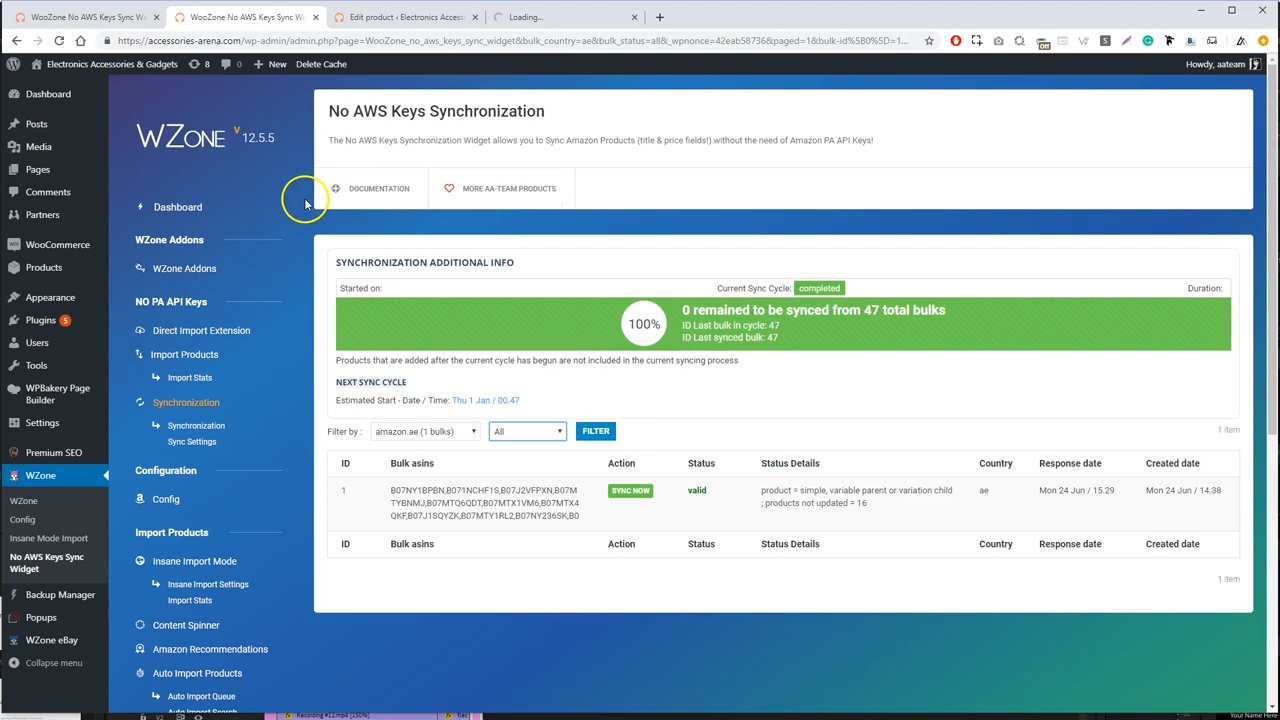 WooZone No AWS Keys Sync Wi
WooZone No AWS Keys Sync Wi
Edit product ‹ Electronics Access
Loading...
https://accessories-arena.com/wp-admin/admin.php?page=WooZone_no_aws_keys_sync_widget&bulk_country=ae&bulk_status=all&_wpnonce=42eab58736&paged=1&bulk-id%5B0%5D=1...
Off
Electronics Accessories & Gadgets
8
0
New
Delete Cache
Howdy, aateam
Dashboard
Posts
Media
Pages
Comments
Partners
WooCommerce
Products
Appearance
Plugins 5
Users
Tools
WPBakery Page
Builder
Settings
Premium SEO
WZone
WZone
Config
Insane Mode Import
No AWS Keys Sync
Widget
Backup Manager
Popups
WZone eBay
Collapse menu
WZONE V 12.5.5
Dashboard
WZone Addons
WZone Addons
NO PA API Keys
Direct Import Extension
Import Products
Import Stats
Synchronization
Synchronization
Sync Settings
Configuration
Config
Import Products
Insane Import Mode
Insane Import Settings
Import Stats
Content Spinner
Amazon Recommendations
Auto Import Products
Auto Import Queue
Auto Import Search
No AWS Keys Synchronization
The No AWS Keys Synchronization Widget allows you to Sync Amazon Products (title & price fields!) without the need of Amazon PA API Keys!
DOCUMENTATION
MORE AA-TEAM PRODUCTS
SYNCHRONIZATION ADDITIONAL INFO
Started on:
Current Sync Cycle: completed
Duration:
100%
0 remained to be synced from 47 total bulks
ID Last bulk in cycle: 47
ID Last synced bulk: 47
Products that are added after the current cycle has begun are not included in the current syncing process
NEXT SYNC CYCLE
Estimated Start - Date / Time: Thu 1 Jan / 00.47
Filter by : amazon.ae (1 bulks) All FILTER
1 item
ID Bulk asins Action Status Status Details Country Response date Created date
1
B07NY1BPBN,B071NCHF1S,B07J2VFPXN,B07M
TYBNMJ,B07MTQ6QDT,B07MTX1VM6,B07MTX4
QKF,B07J1SQYZK,B07MTY1RL2,B07NY236SK,B0
SYNC NOW
valid
product = simple, variable parent or variation child
; products not updated = 16
ae
Mon 24 Jun / 15.29
Mon 24 Jun / 14.38
ID Bulk asins Action Status Status Details Country Response date Created date
1 item
Recording #12.mp4 [150%]
Rec
Your Name Here